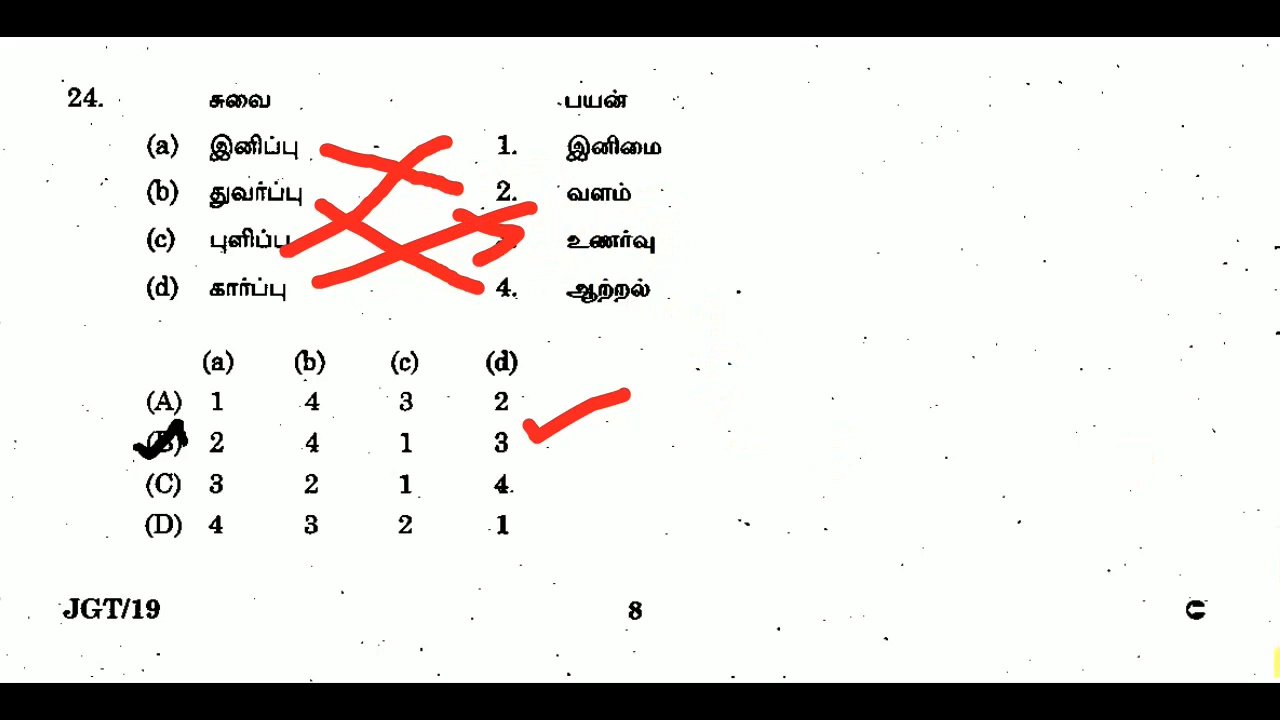 24. சுவை பயன்
(a) இனிப்பு 1. இனிமை
(b) துவர்ப்பு 2. வளம்
(c) புளிப்பு உணர்வு
(d) கார்ப்பு 4. ஆற்றல்
(a) (b) (c) (d)
(A) 1 4 3 2
(B) 2 4 1 3
(C) 3 2 1 4
(D) 4 3 2 1
JGT/19 8 C